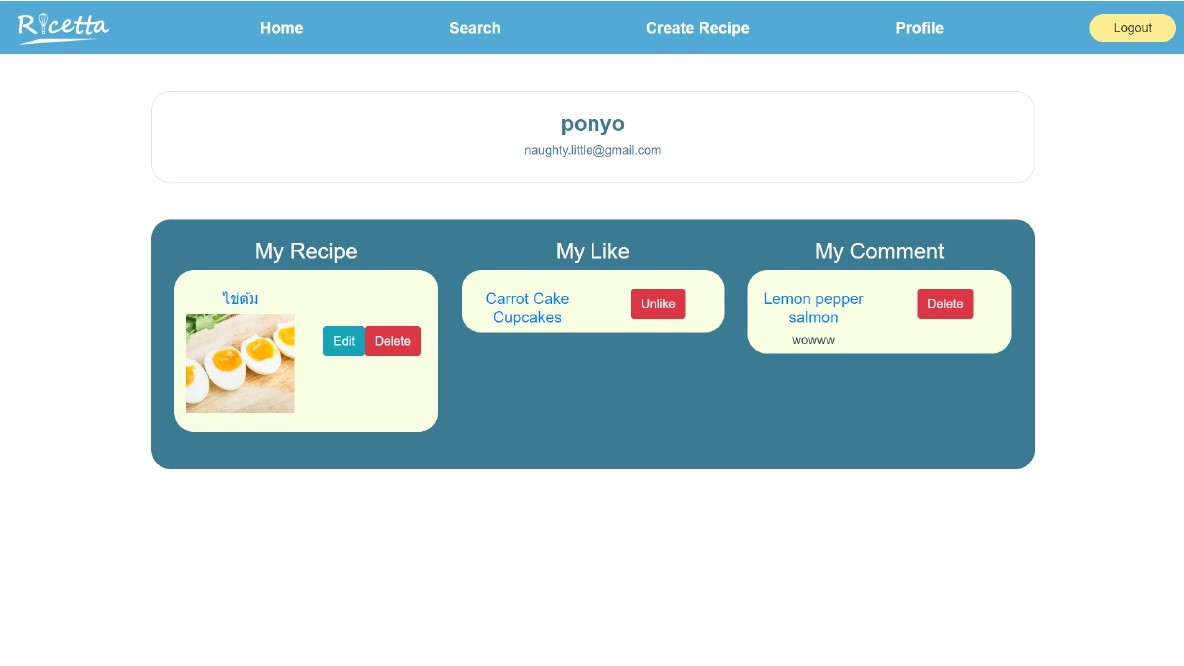 Ricetta
Home
Search
Create Recipe
Profile
Logout
ponyo
naughty.little@gmail.com
My Recipe
ไข่ต้ม
Edit
Delete
My Like
Carrot Cake
Cupcakes
Unlike
My Comment
Lemon pepper
salmon
Delete
wowww